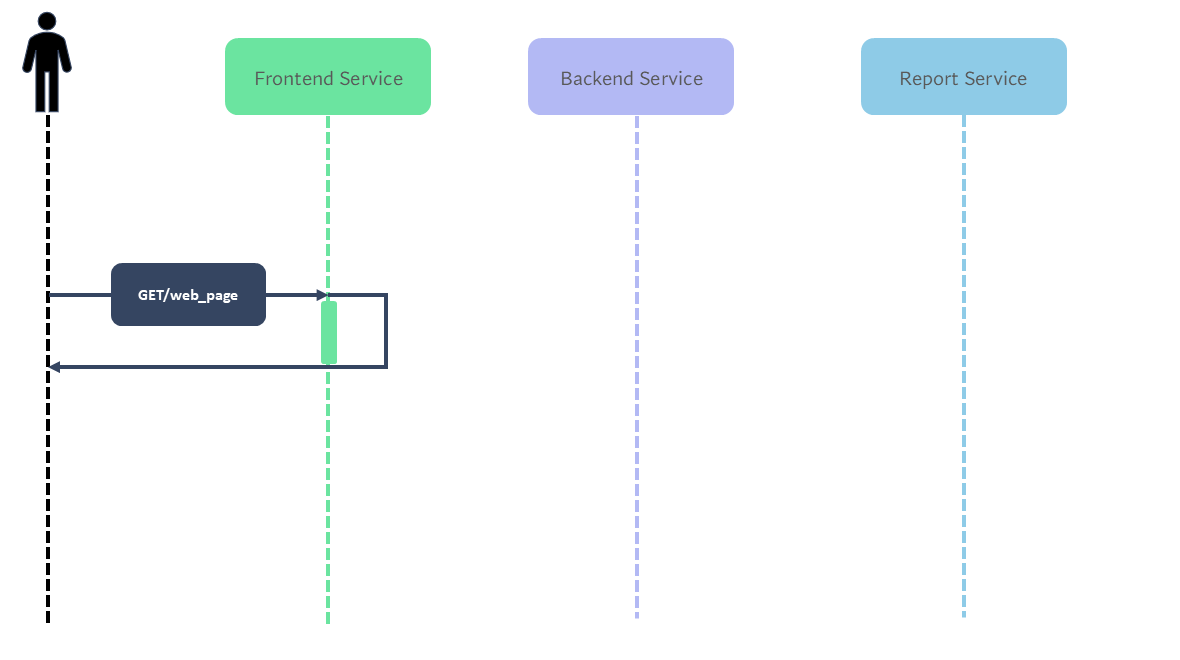 Frontend Service
Backend Service
Report Service
GET/web_page